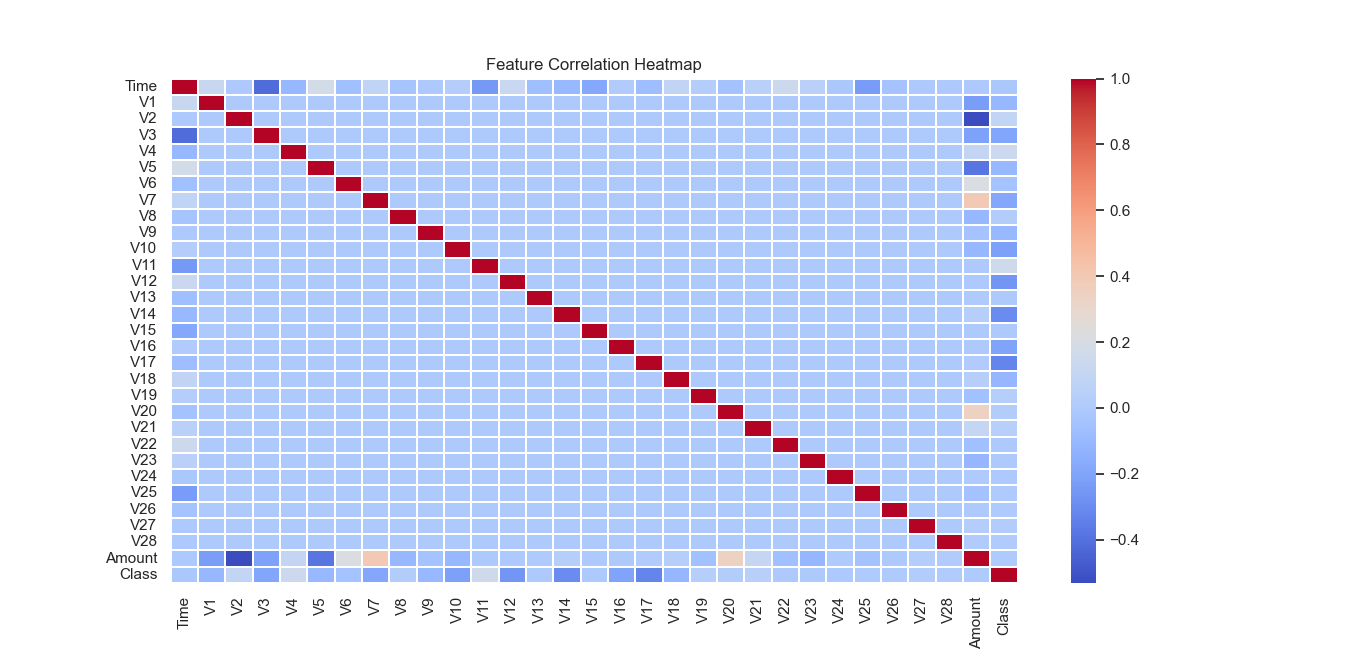 Feature Correlation Heatmap
Time
V1
V2
V3
V4
V5
V6
V7
V8
V9
V10
V11
V12
V13
V14
V15
V16
V17
V18
V19
V20
V21
V22
V23
V24
V25
V26
V27
V28
Amount
Class
Time V1 V2 V3 V4 V5 V6 V7 V8 V9 V10 V11 V12 V13 V14 V15 V16 V17 V18 V19 V20 V21 V22 V23 V24 V25 V26 V27 V28 Amount Class
1.0
0.8
0.6
0.4
0.2
0.0
−0.2
−0.4